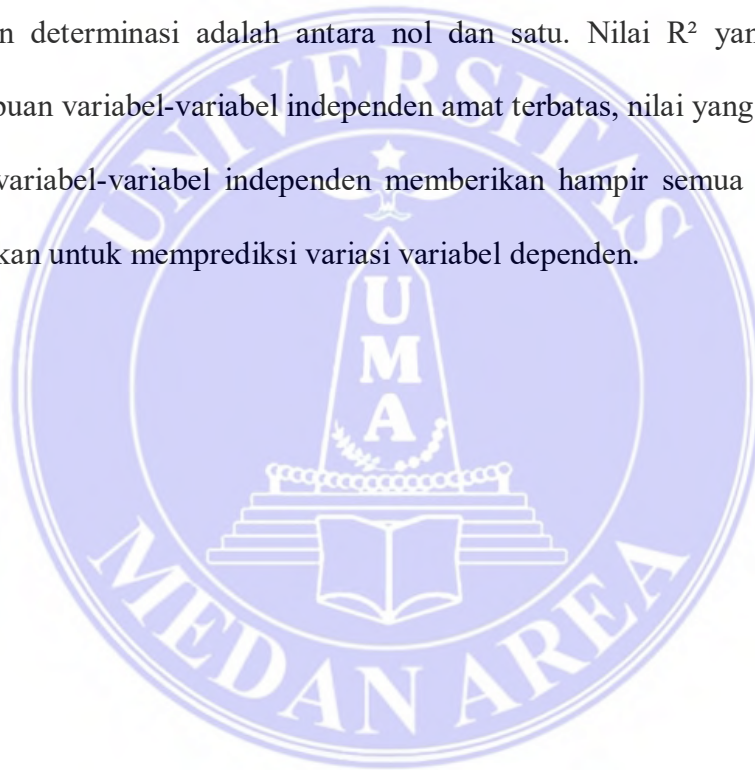 n determinasi adalah antara nol dan satu. Nilai R² yan
puan variabel-variabel independen amat terbatas, nilai yang
variabel-variabel independen memberikan hampir semua
kan untuk memprediksi variasi variabel dependen.
UNIVERSITAS
UMA
MEDAN AREA